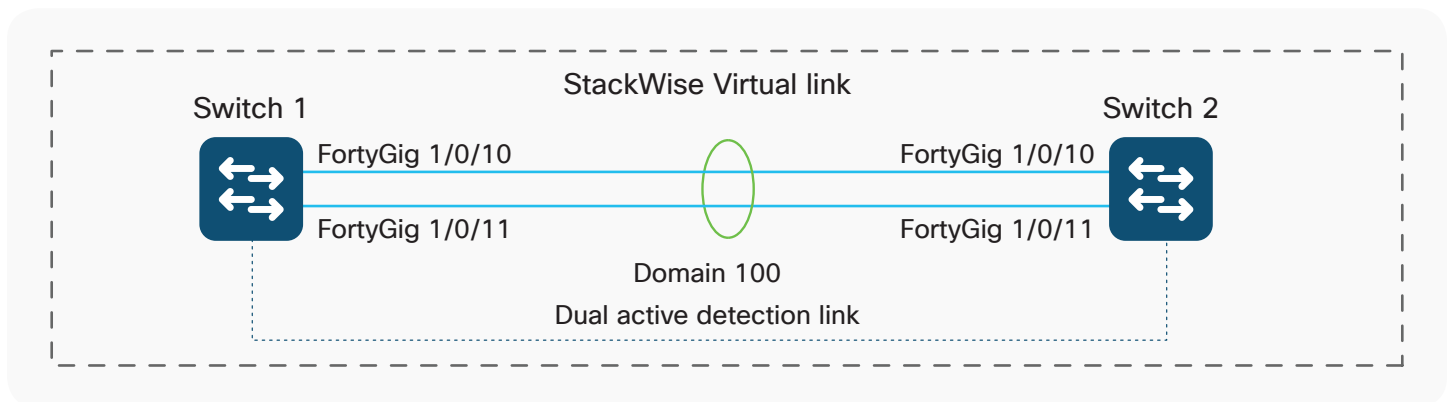 StackWise Virtual link
Switch 1
Switch 2
FortyGig 1/0/10
FortyGig 1/0/10
FortyGig 1/0/11
FortyGig 1/0/11
Domain 100
Dual active detection link